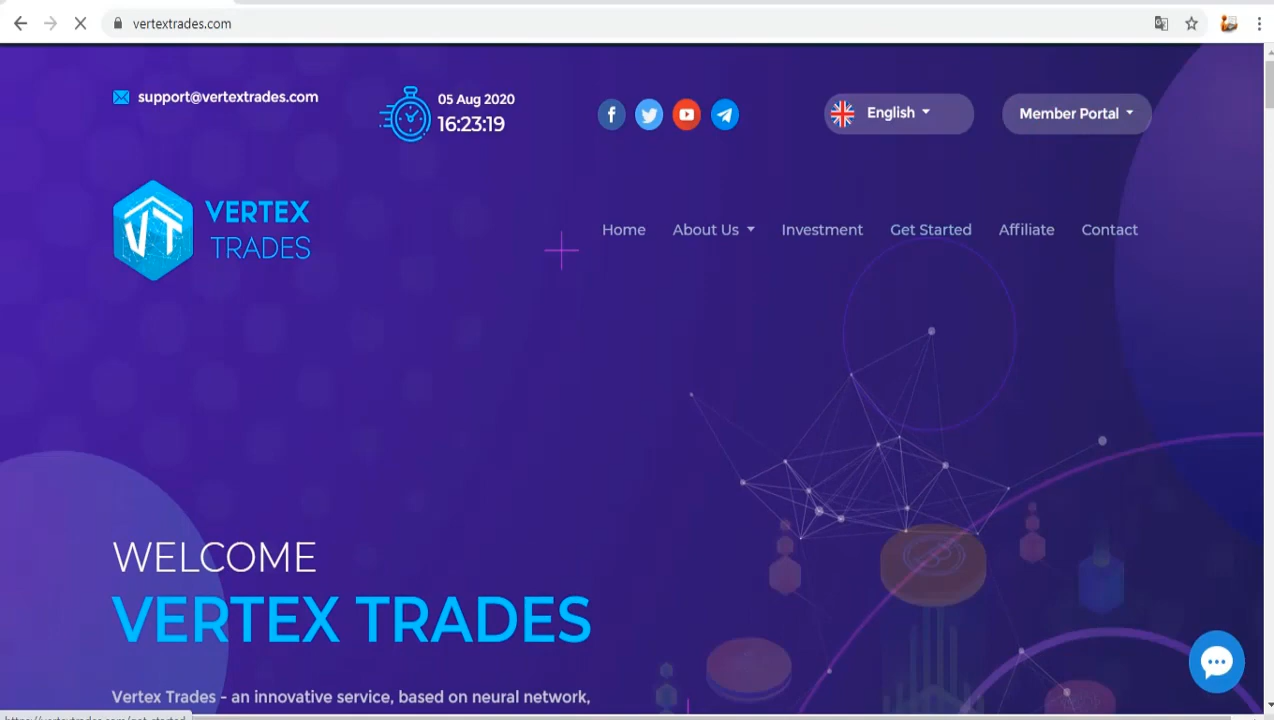 vertextrades.com
support@vertextrades.com
05 Aug 2020
16:23:19
English
Member Portal
VERTEX
TRADES
VT
Home
About Us
Investment
Get Started
Affiliate
Contact
WELCOME
VERTEX TRADES
Vertex Trades - an innovative service, based on neural network,